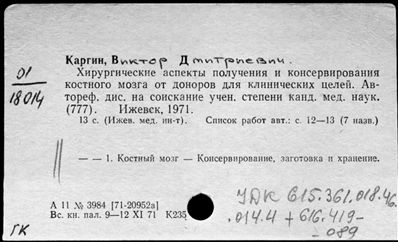 Каргин, Виктор Дмитриевич.
01
18014
Хирургические аспекты получения и консервирования
костного мозга от доноров для клинических целей. Ав-
тореф. дис. на соискание учен. степени канд. мед. наук.
(777). Ижевск, 1971.
13 с. (Ижев. мед. ин-т). Список работ авт.: с. 12—13 (7 назв.)
— — 1. Костный мозг — Консервирование, заготовка и хранение.
А 11 № 3984 [71-20952а]
Вс. кн. пал. 9—12 XI 71 К235
ГК
УДК 615.361.018.46.
.014.4 + 616.419-
-089